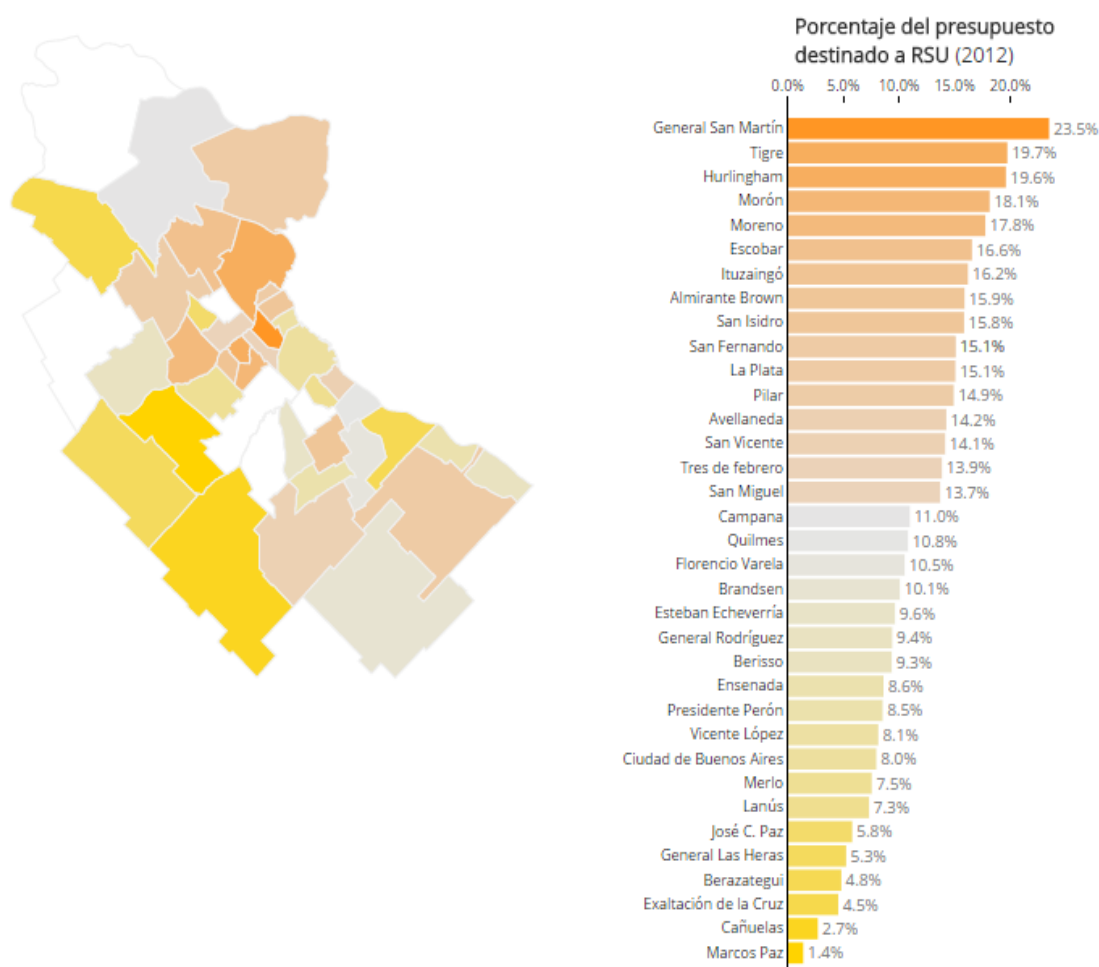 Porcentaje del presupuesto
destinado a RSU (2012)
0.0% 5.0% 10.0% 15.0% 20.0%
General San Martín 23.5%
Tigre 19.7%
Hurlingham 19.6%
Morón 18.1%
Moreno 17.8%
Escobar 16.6%
Ituzaingó 16.2%
Almirante Brown 15.9%
San Isidro 15.8%
San Fernando 15.1%
La Plata 15.1%
Pilar 14.9%
Avellaneda 14.2%
San Vicente 14.1%
Tres de febrero 13.9%
San Miguel 13.7%
Campana 11.0%
Quilmes 10.8%
Florencio Varela 10.5%
Brandsen 10.1%
Esteban Echeverría 9.6%
General Rodríguez 9.4%
Berisso 9.3%
Ensenada 8.6%
Presidente Perón 8.5%
Vicente López 8.1%
Ciudad de Buenos Aires 8.0%
Merlo 7.5%
Lanús 7.3%
José C. Paz 5.8%
General Las Heras 5.3%
Berazategui 4.8%
Exaltación de la Cruz 4.5%
Cañuelas 2.7%
Marcos Paz 1.4%